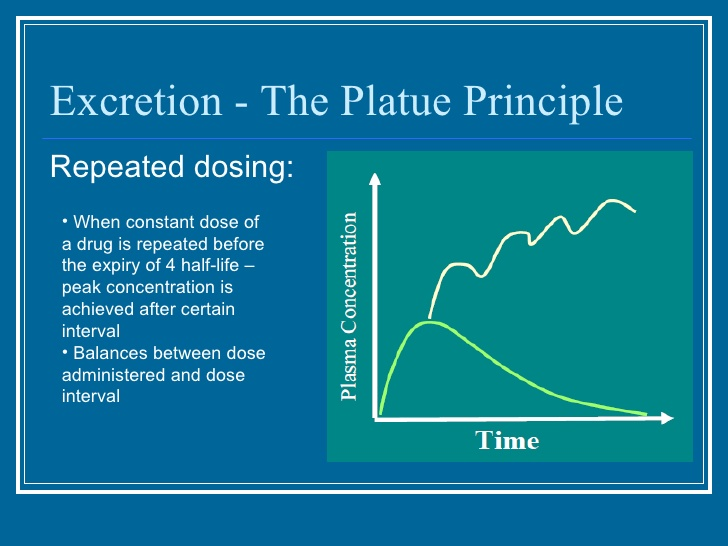 Excretion - The Platue Principle
Repeated dosing:
• When constant dose of
a drug is repeated before
the expiry of 4 half-life –
peak concentration is
achieved after certain
interval
• Balances between dose
administered and dose
interval
Plasma Concentration
Time